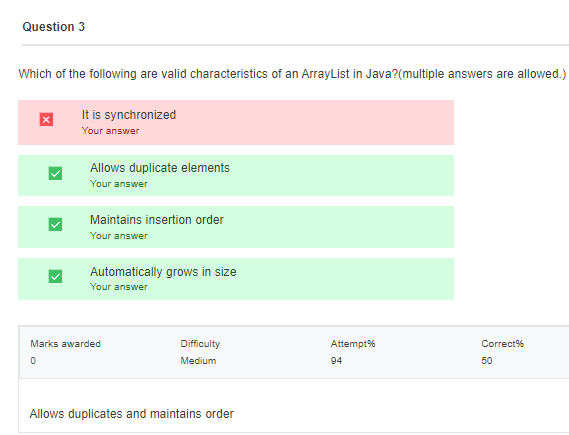 Question 3
Which of the following are valid characteristics of an ArrayList in Java?(multiple answers are allowed.)
It is synchronized
Your answer
Allows duplicate elements
Your answer
Maintains insertion order
Your answer
Automatically grows in size
Your answer
Marks awarded Difficulty Attempt% Correct%
0 Medium 94 50
Allows duplicates and maintains order